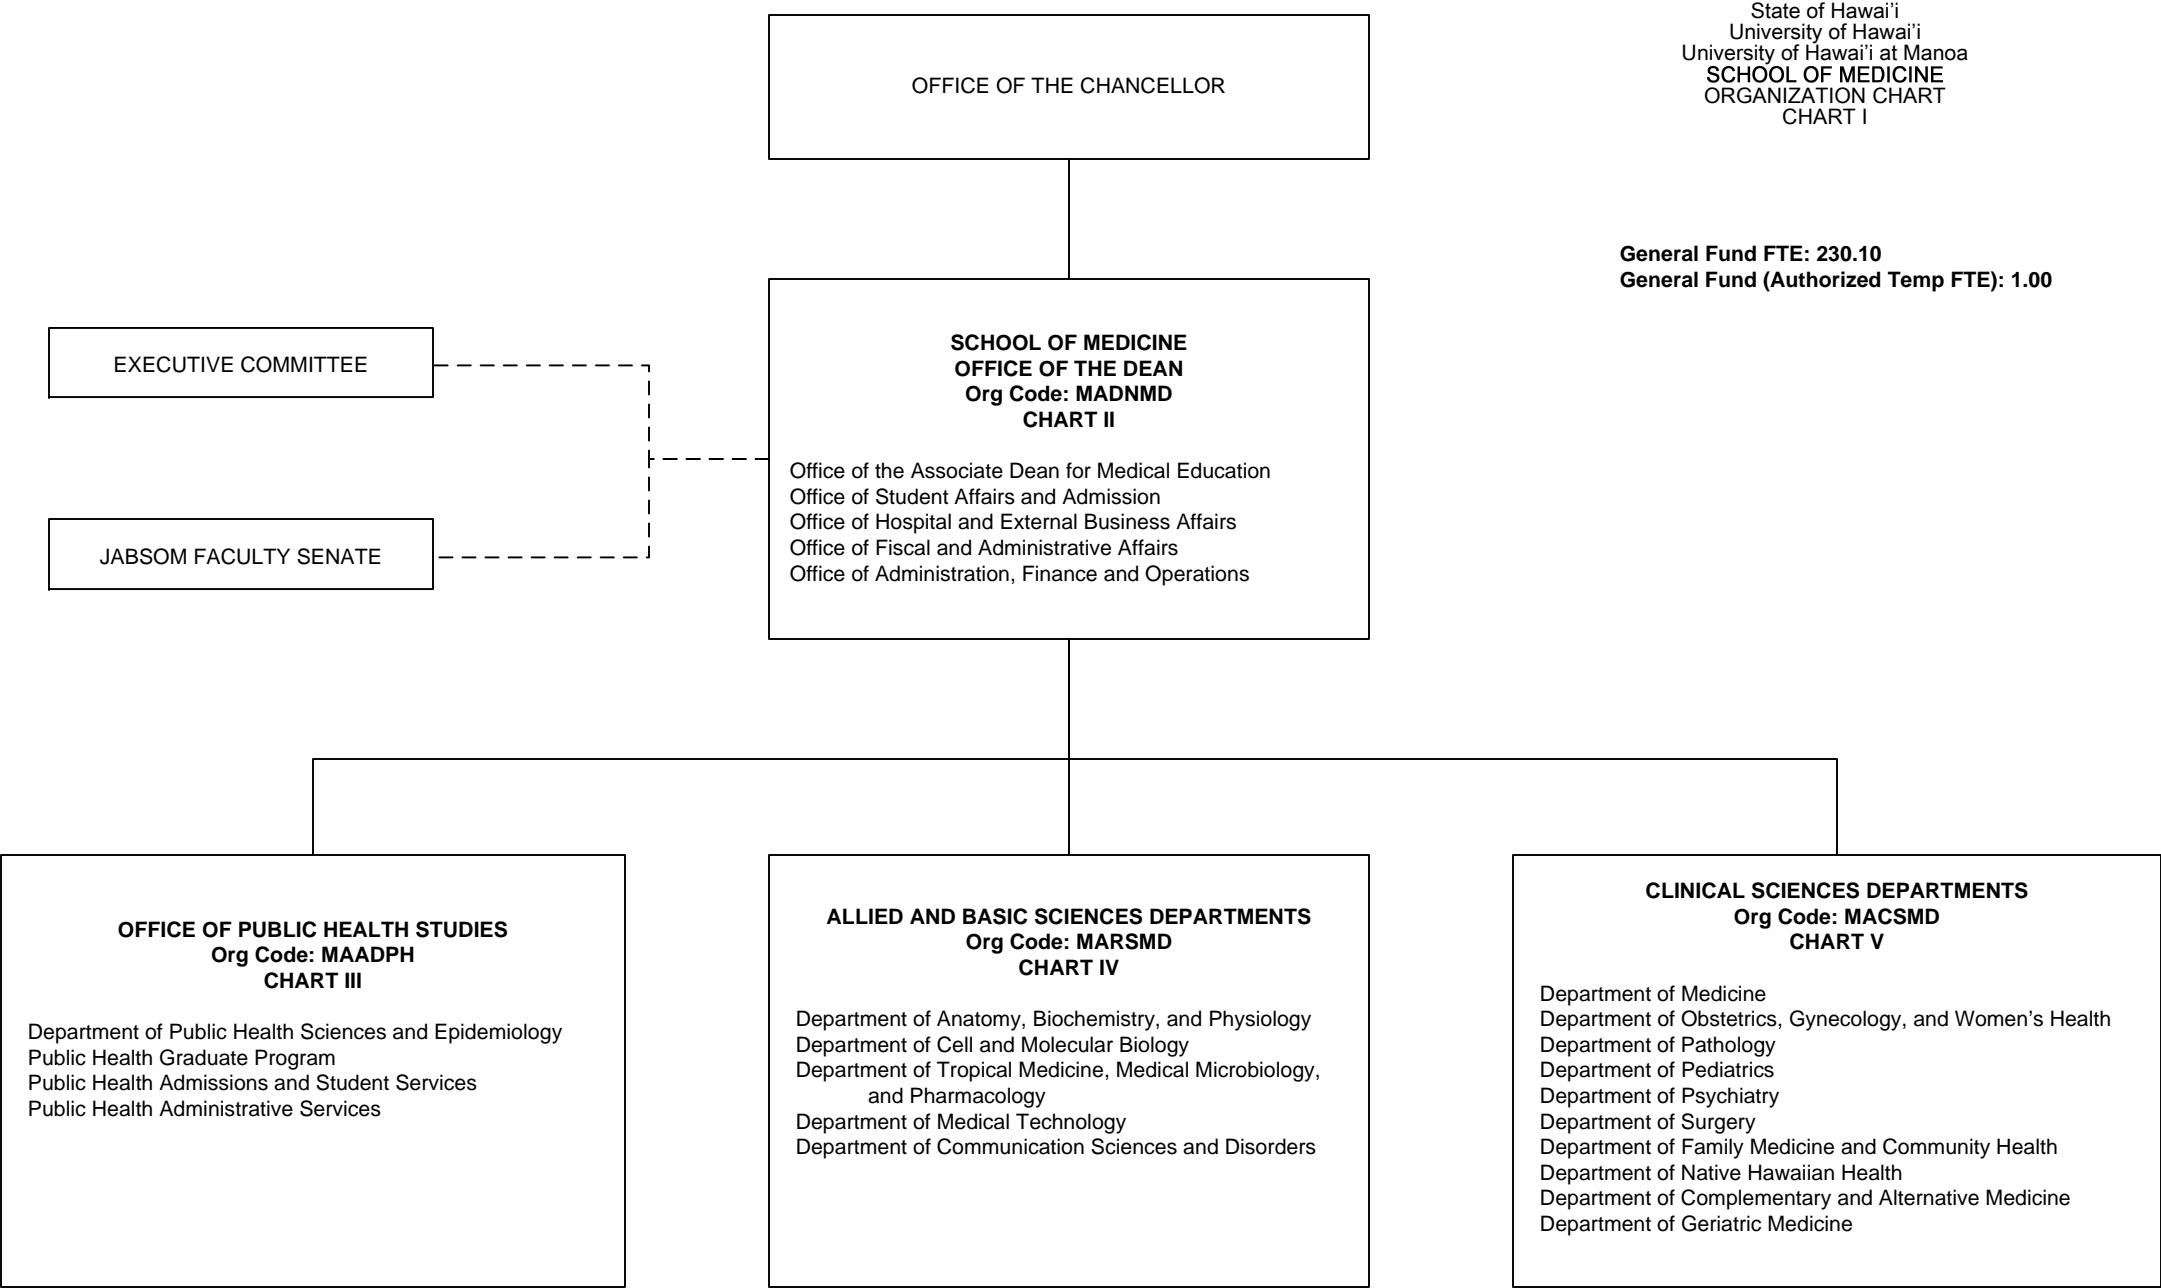 State of Hawai’i
University of Hawai’i
University of Hawai’i at Manoa
SCHOOL OF MEDICINE
ORGANIZATION CHART
CHART I
OFFICE OF THE CHANCELLOR
General Fund FTE: 230.10
General Fund (Authorized Temp FTE): 1.00
EXECUTIVE COMMITTEE
JABSOM FACULTY SENATE
SCHOOL OF MEDICINE
OFFICE OF THE DEAN
Org Code: MADNMD
CHART II
Office of the Associate Dean for Medical Education
Office of Student Affairs and Admission
Office of Hospital and External Business Affairs
Office of Fiscal and Administrative Affairs
Office of Administration, Finance and Operations
OFFICE OF PUBLIC HEALTH STUDIES
Org Code: MAADPH
CHART III
Department of Public Health Sciences and Epidemiology
Public Health Graduate Program
Public Health Admissions and Student Services
Public Health Administrative Services
ALLIED AND BASIC SCIENCES DEPARTMENTS
Org Code: MARSMD
CHART IV
Department of Anatomy, Biochemistry, and Physiology
Department of Cell and Molecular Biology
Department of Tropical Medicine, Medical Microbiology,
and Pharmacology
Department of Medical Technology
Department of Communication Sciences and Disorders
CLINICAL SCIENCES DEPARTMENTS
Org Code: MACSMD
CHART V
Department of Medicine
Department of Obstetrics, Gynecology, and Women’s Health
Department of Pathology
Department of Pediatrics
Department of Psychiatry
Department of Surgery
Department of Family Medicine and Community Health
Department of Native Hawaiian Health
Department of Complementary and Alternative Medicine
Department of Geriatric Medicine